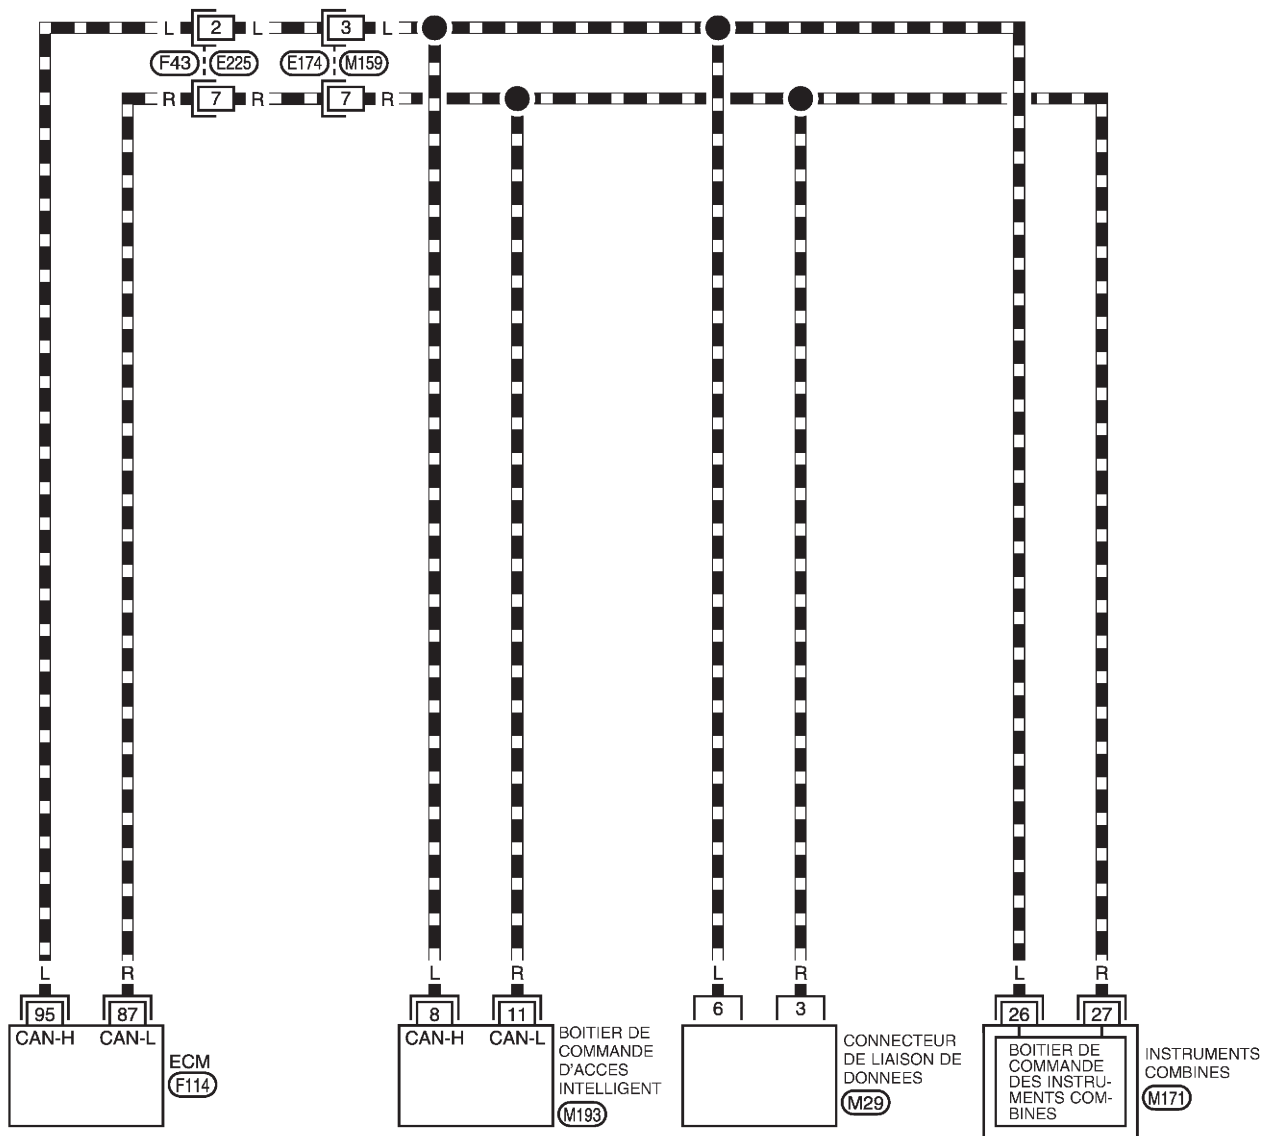 L 2 L 3 L
F43 E225 E174 M159
R 7 R 7 R
L R L R L R L R
95 87 8 11 6 3 26 27
CAN-H CAN-L
ECM
F114
CAN-H CAN-L
BOITIER DE
COMMANDE
D'ACCES
INTELLIGENT
M193
CONNECTEUR
DE LIAISON DE
DONNEES
M29
BOITIER DE
COMMANDE
DES INSTRU-
MENTS COM-
BINES
INSTRUMENTS
COMBINES
M171